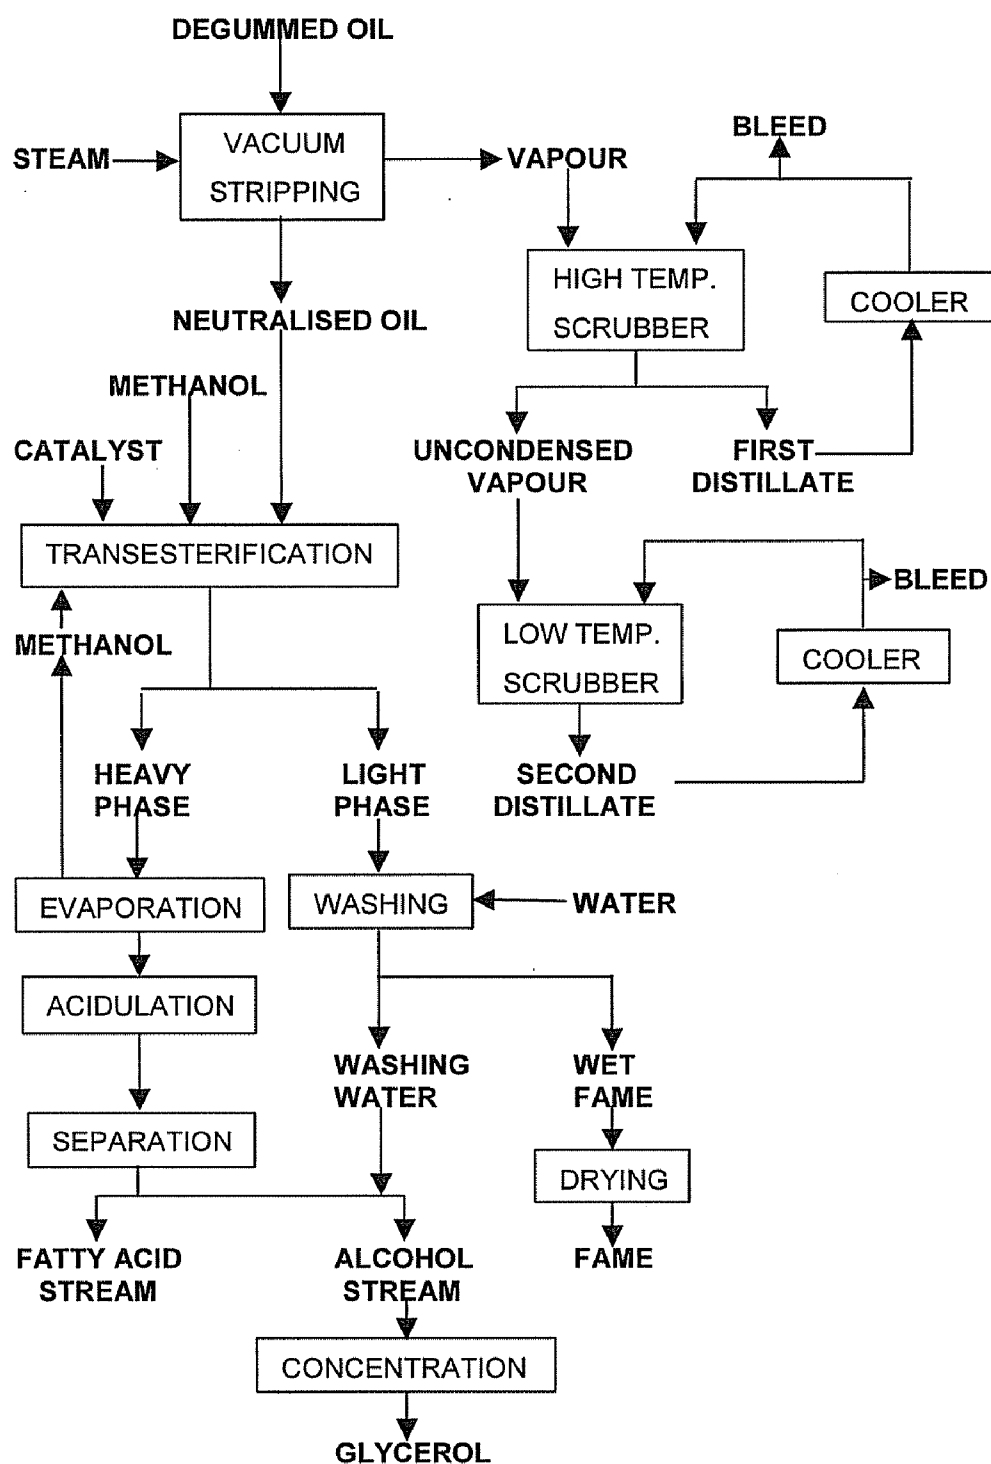 DEGUMMED OIL
BLEED
VACUUM
STRIPPING
STEAM
VAPOUR
HIGH TEMP.
SCRUBBER
COOLER
NEUTRALISED OIL
METHANOL
CATALYST
UNCONDENSED
VAPOUR
FIRST
DISTILLATE
TRANSESTERIFICATION
BLEED
METHANOL
LOW TEMP.
SCRUBBER
COOLER
HEAVY
PHASE
LIGHT
PHASE
SECOND
DISTILLATE
EVAPORATION
WASHING
WATER
ACIDULATION
WASHING
WATER
WET
FAME
SEPARATION
DRYING
FATTY ACID
STREAM
ALCOHOL
STREAM
FAME
CONCENTRATION
GLYCEROL